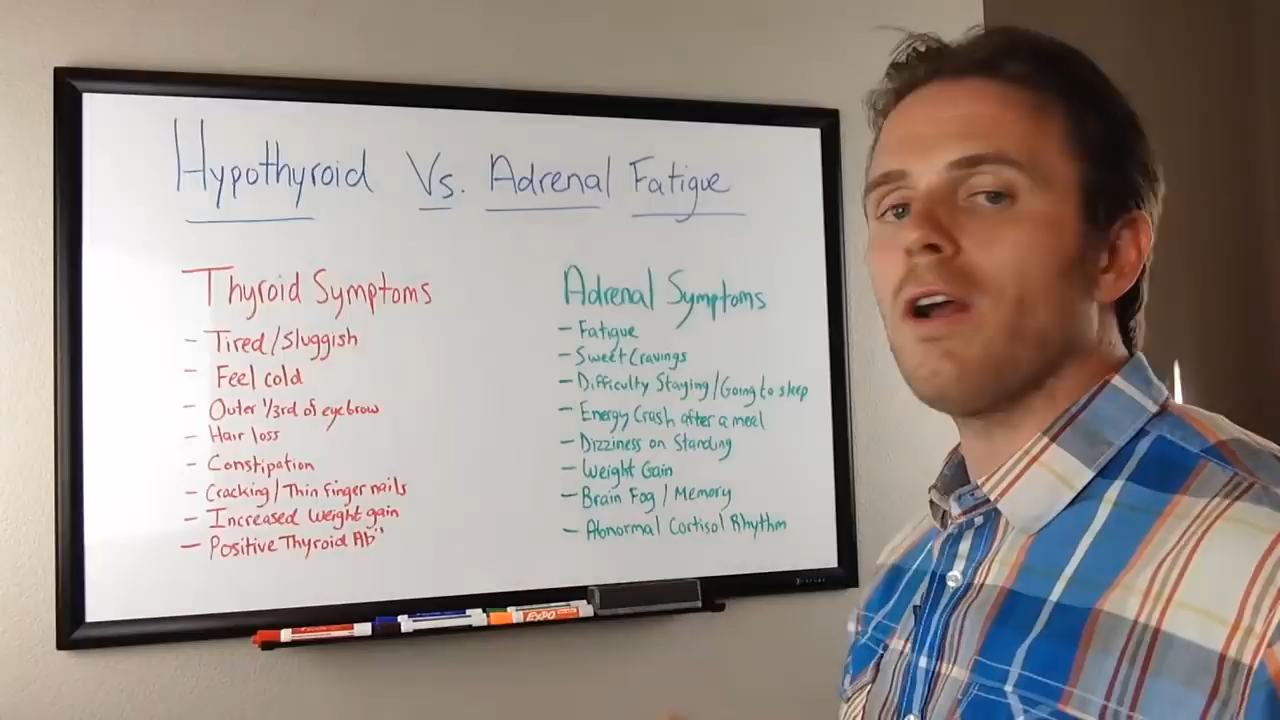 Hypothyroid Vs. Adrenal Fatigue
Thyroid Symptoms
- Tired/Sluggish
- Feel cold
- Outer 1/3rd of eyebrow
- Hair loss
- Constipation
- Cracking/Thin finger nails
- Increased weight gain
- Positive Thyroid Ab"
Adrenal Symptoms
- Fatigue
- Sweet Cravings
- Difficulty Staying/Going to sleep
- Energy Crash after a meal
- Dizziness on Standing
- Weight Gain
- Brain Fog / Memory
- Abnormal Cortisol Rhythm
EXPO